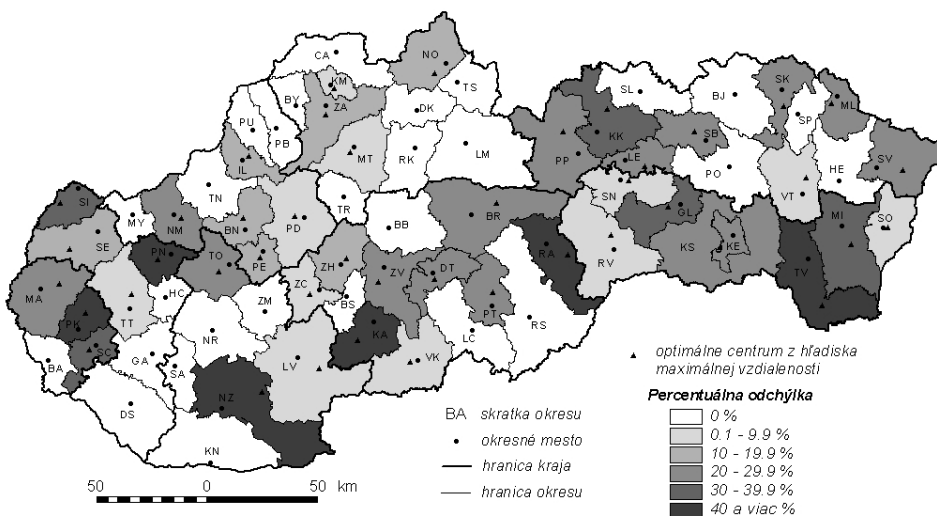 CA
NO
KM
TS
BY
ZA
DK
PU
PB
IL
MT
RK
LM
SL
BJ
SK
ML
KK
SB
SP
PP
LE
PO
HE
SV
VT
TN
TR
BB
BR
SN
GL
MI
SO
SI
MY
NM
BN
PD
SE
PN
TO
PE
ZH
ZV
DT
RA
RV
KS
KE
TV
MA
TT
HC
ZM
ZC
BS
PT
PK
SC
NR
KA
LC
RS
BA
GA
SA
LV
VK
DS
NZ
KN
optimálne centrum z hľadiska
maximálnej vzdialenosti
BA skratka okresu
okresné mesto
hranica kraja
hranica okresu
Percentuálna odchýlka
0 %
0.1 - 9.9 %
10 - 19.9 %
20 - 29.9 %
30 - 39.9 %
40 a viac %
50 0 50 km